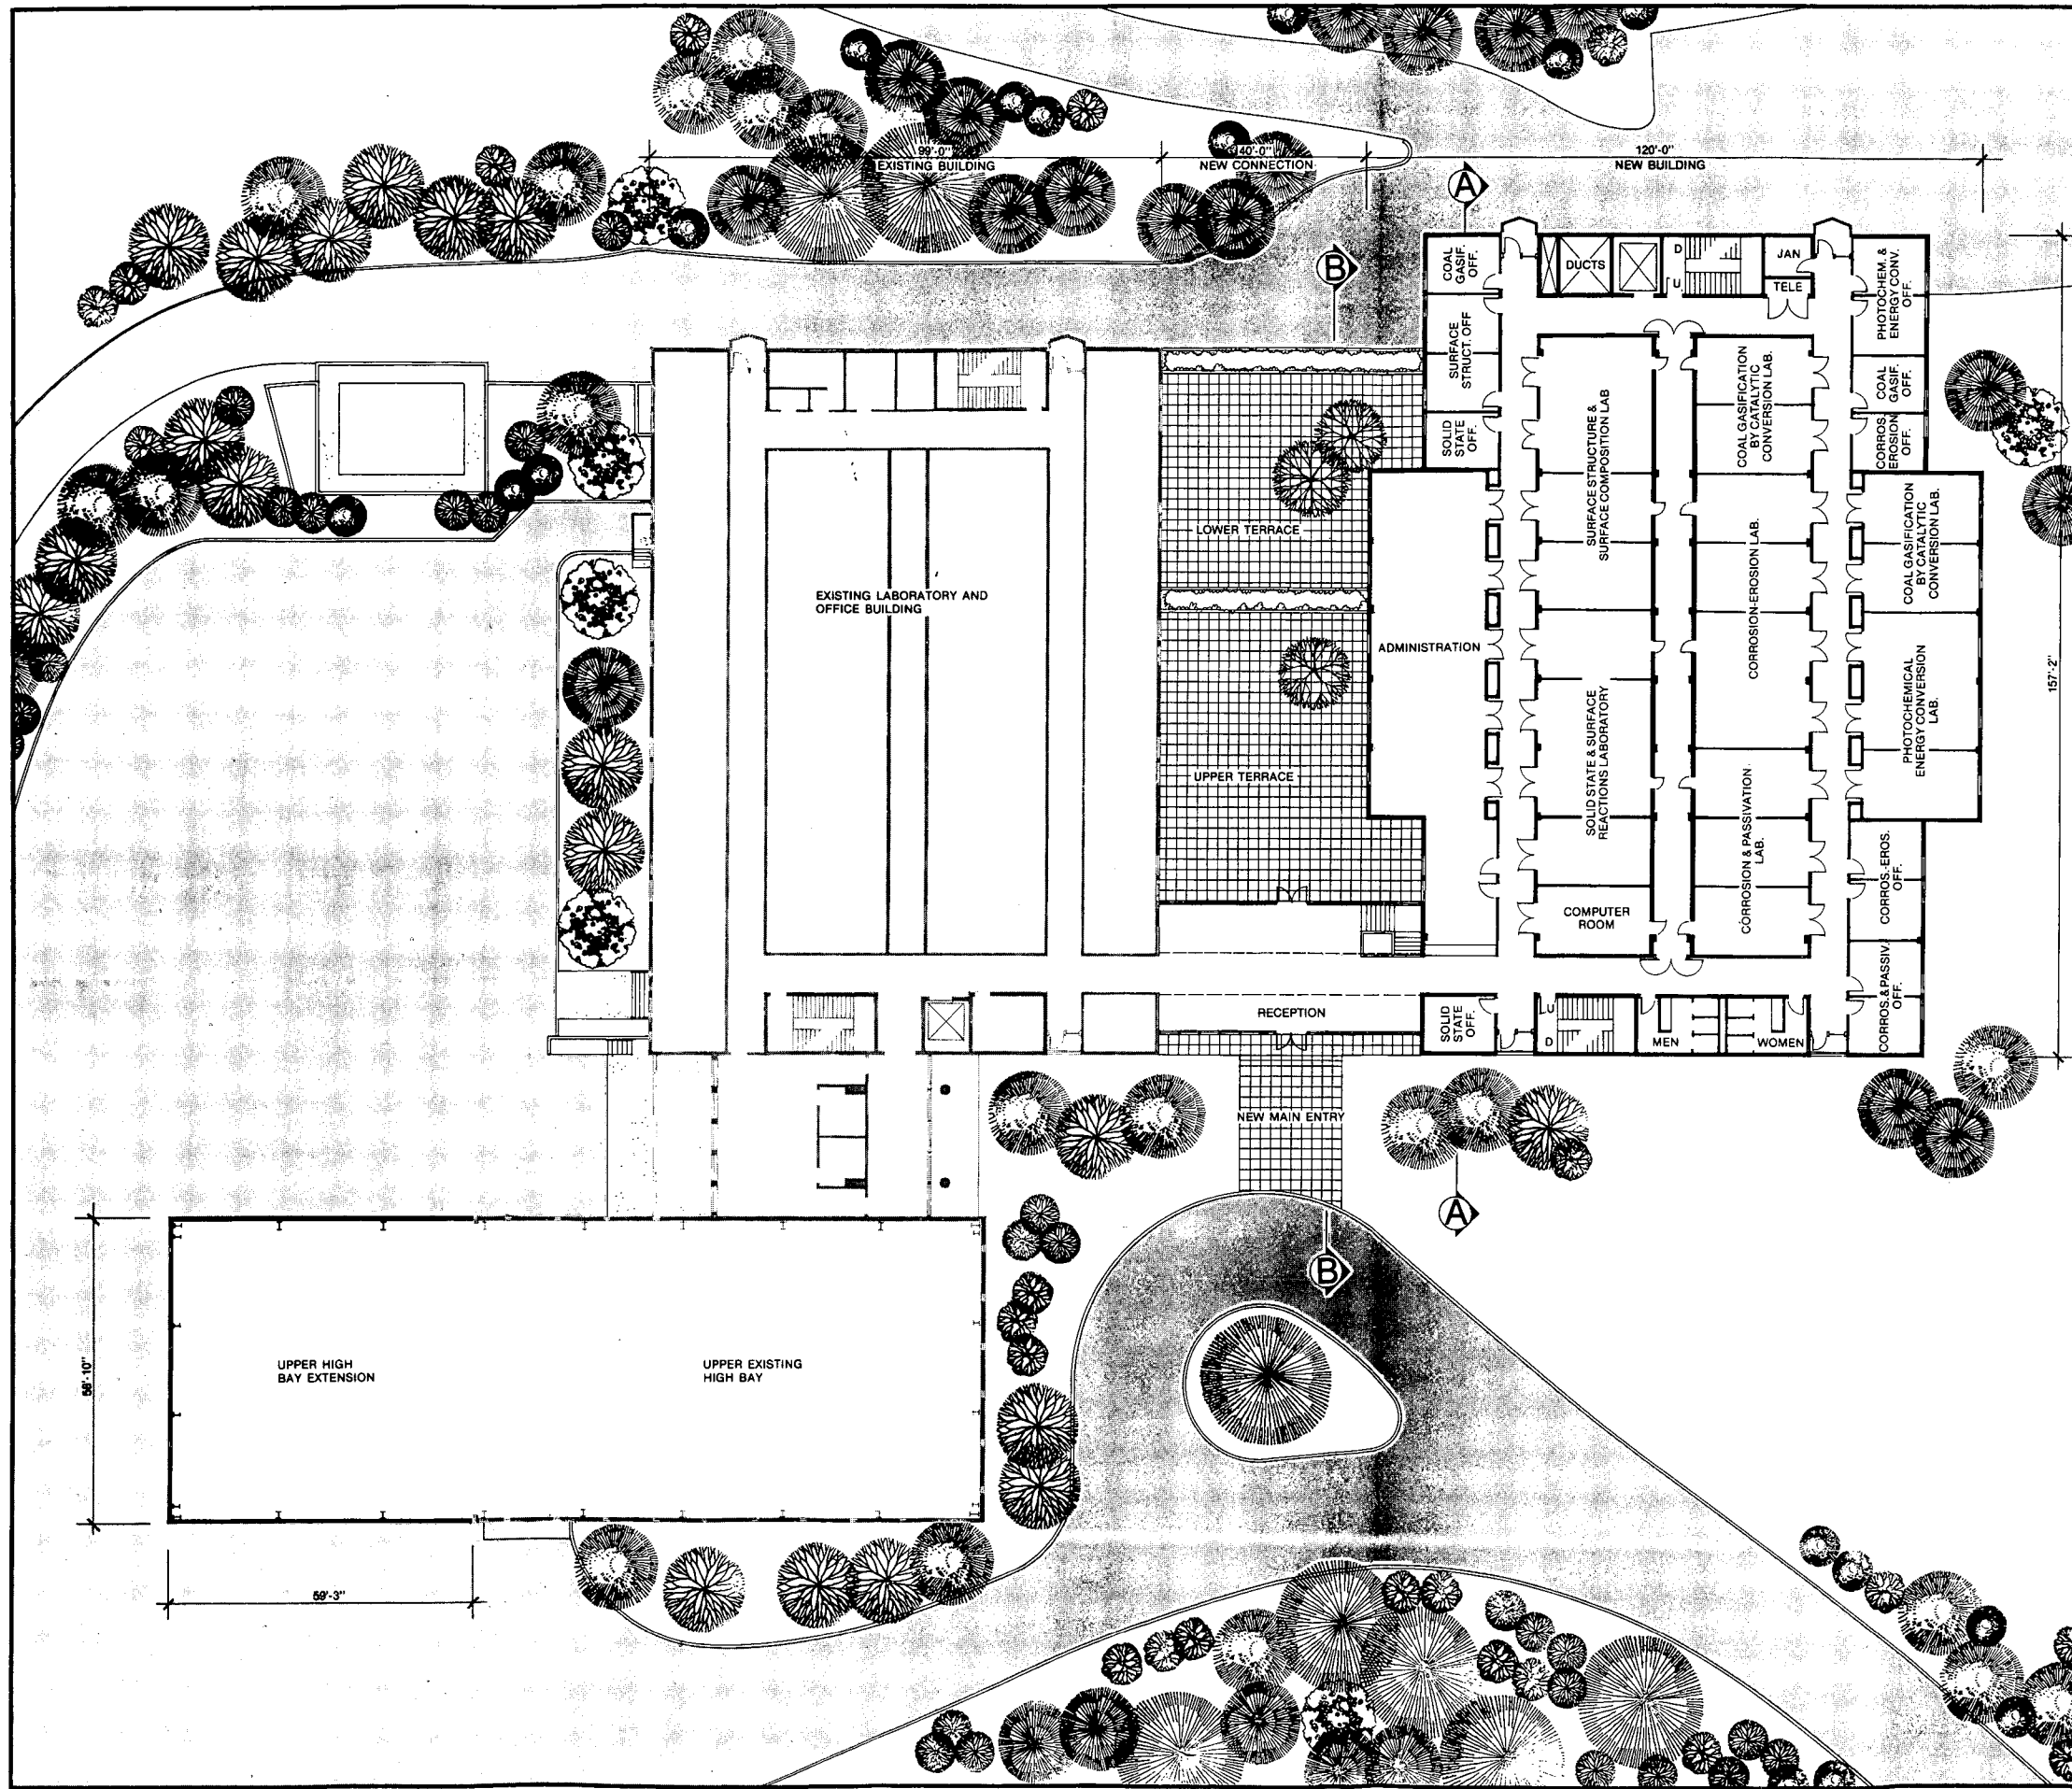 99'-0"
EXISTING BUILDING
40'-0"
NEW CONNECTION
120'-0"
NEW BUILDING
A
B
COAL
GASIF.
OFF.
DUCTS
D
U
JAN
TELE
PHOTOCHEM. &
ENERGY CONV.
OFF.
SURFACE
STRUCT. OFF
COAL
GASIF.
OFF.
SOLID
STATE
OFF.
CORROS.
EROSION
OFF.
SURFACE STRUCTURE &
SURFACE COMPOSITION LAB
COAL GASIFICATION
BY CATALYTIC
CONVERSION LAB.
LOWER TERRACE
CORROSION-EROSION LAB.
COAL GASIFICATION
BY CATALYTIC
CONVERSION LAB.
EXISTING LABORATORY AND
OFFICE BUILDING
ADMINISTRATION
157'-2"
PHOTOCHEMICAL
ENERGY CONVERSION
LAB.
UPPER TERRACE
SOLID STATE & SURFACE
REACTIONS LABORATORY
CORROSION & PASSIVATION
LAB.
CORROS.-EROS.
OFF.
COMPUTER
ROOM
CORROS. & PASSIV.
OFF.
RECEPTION
SOLID
STATE
OFF.
U
D
MEN
WOMEN
NEW MAIN ENTRY
A
B
58'-10"
UPPER HIGH
BAY EXTENSION
UPPER EXISTING
HIGH BAY
59'-3"